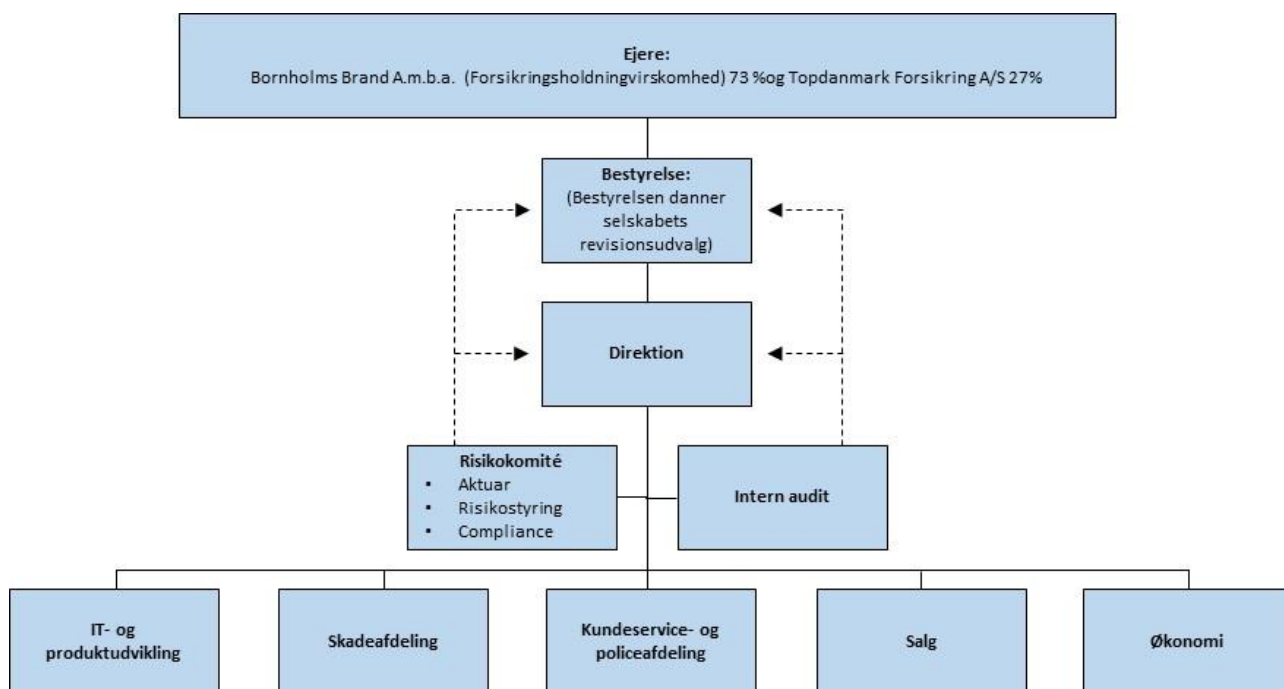 Ejere:
Bornholms Brand A.m.b.a. (Forsikringsholdningvirskomhed) 73 %og Topdanmark Forsikring A/S 27%
Bestyrelse:
(Bestyrelsen danner
selskabets
revisionsudvalg)
Direktion
Risikokomité
▪ Aktuar
▪ Risikostyring
▪ Compliance
Intern audit
IT- og
produktudvikling
Skadeafdeling
Kundeservice- og
policeafdeling
Salg
Økonomi